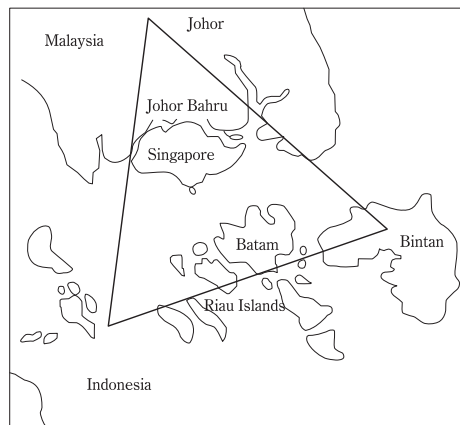 Johor
Malaysia
Johor Bahru
Singapore
Batam
Bintan
Riau Islands
Indonesia